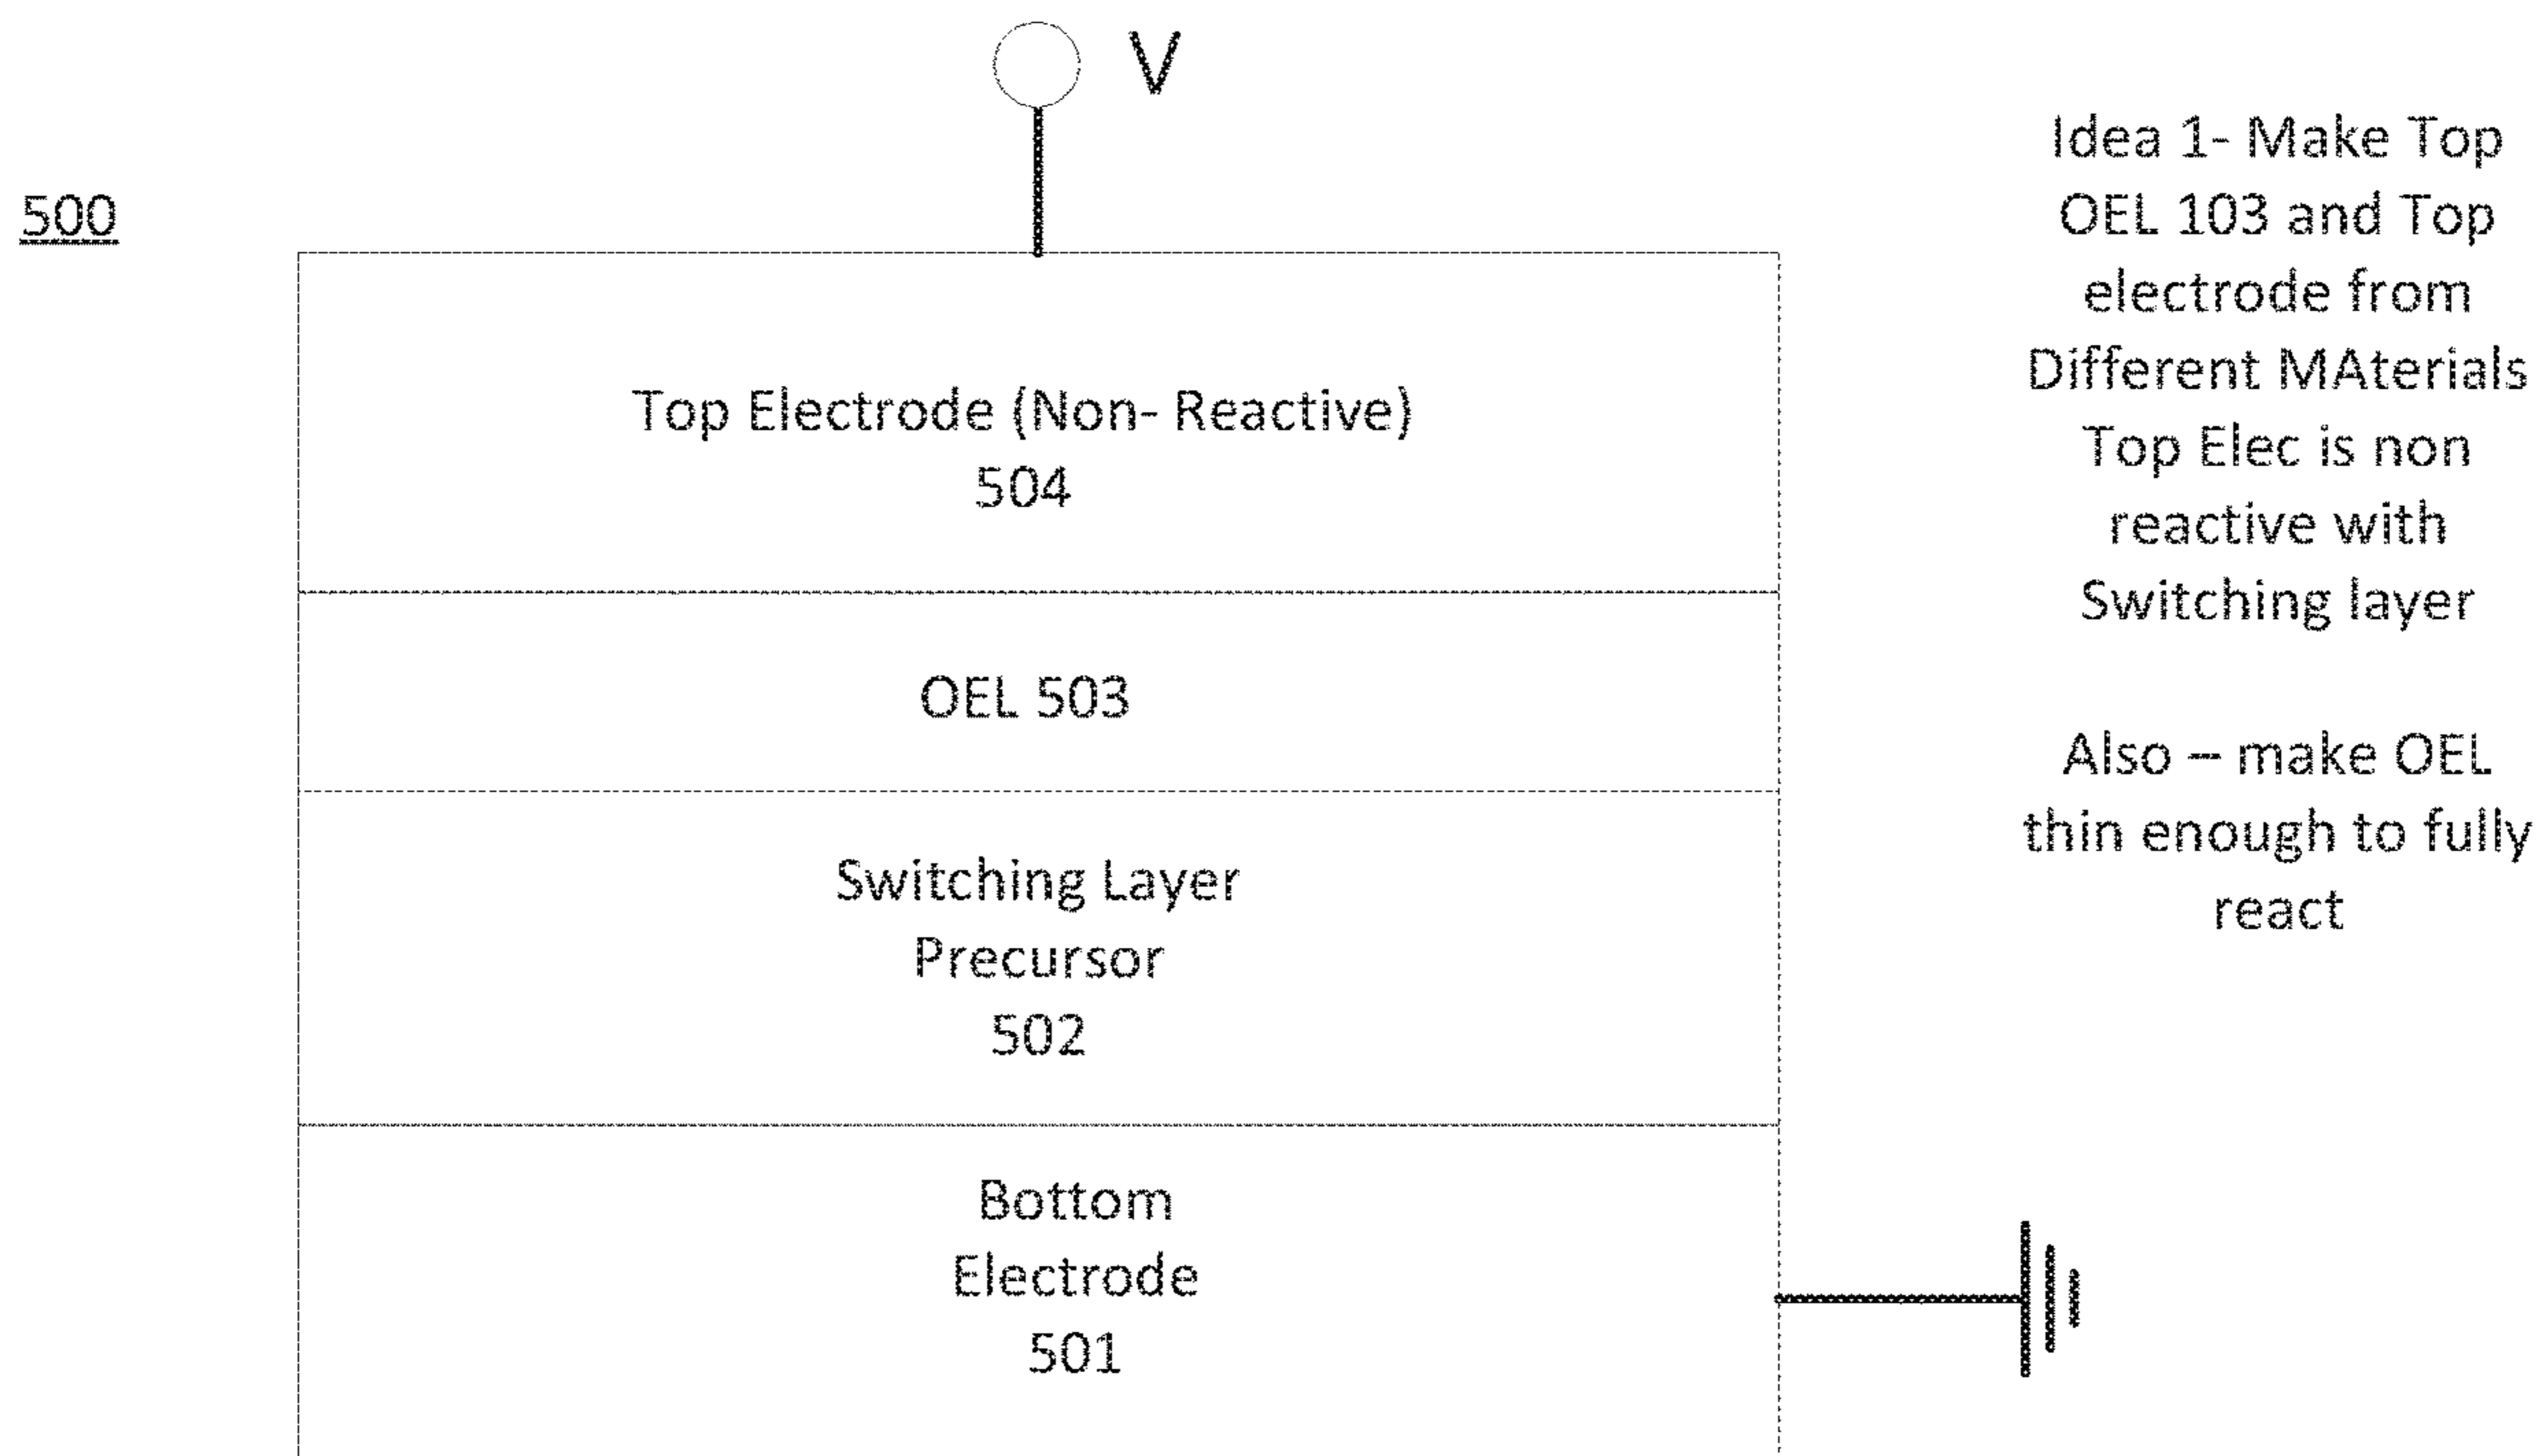 V
500
Top Electrode (Non- Reactive)
504
OEL 503
Switching Layer
Precursor
502
Bottom
Electrode
501
Idea 1- Make Top
OEL 103 and Top
electrode from
Different MAterials
Top Elec is non
reactive with
Switching layer
Also – make OEL
thin enough to fully
react